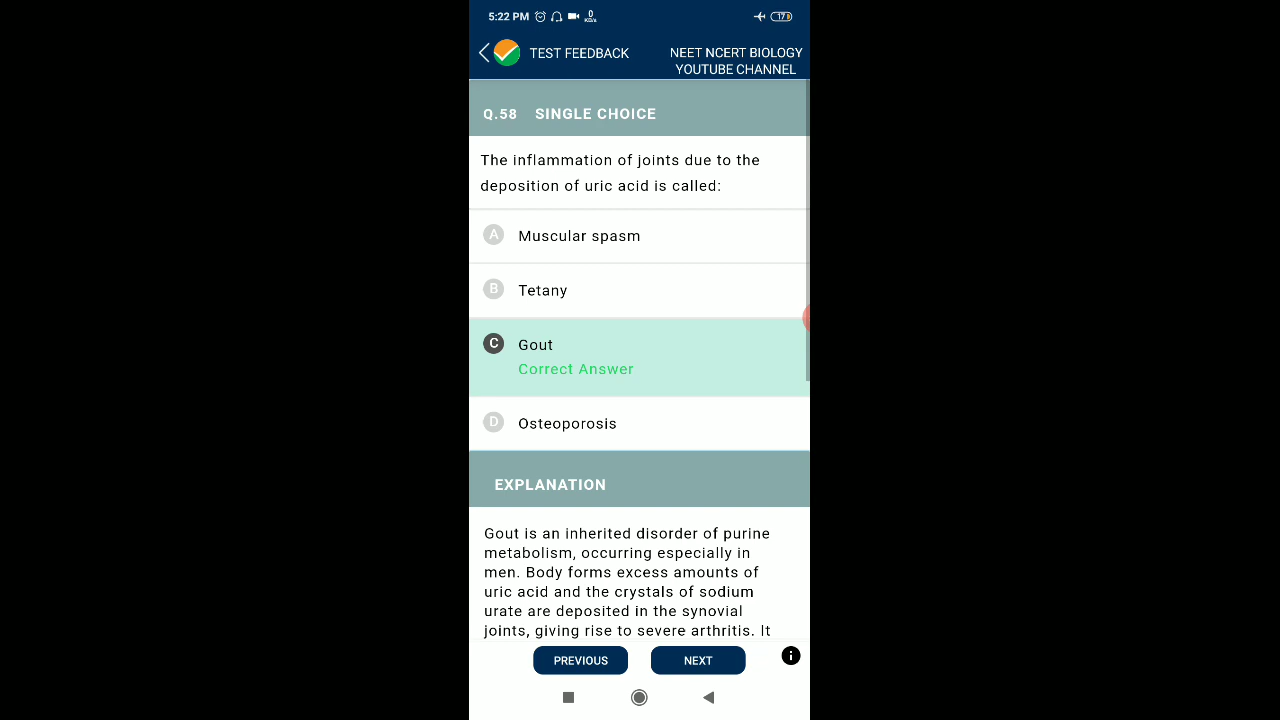 5:22 PM 0 KB/s 17
TEST FEEDBACK
NEET NCERT BIOLOGY
YOUTUBE CHANNEL
Q.58 SINGLE CHOICE
The inflammation of joints due to the
deposition of uric acid is called:
A Muscular spasm
B Tetany
C Gout
Correct Answer
D Osteoporosis
EXPLANATION
Gout is an inherited disorder of purine
metabolism, occurring especially in
men. Body forms excess amounts of
uric acid and the crystals of sodium
urate are deposited in the synovial
joints, giving rise to severe arthritis. It
PREVIOUS NEXT